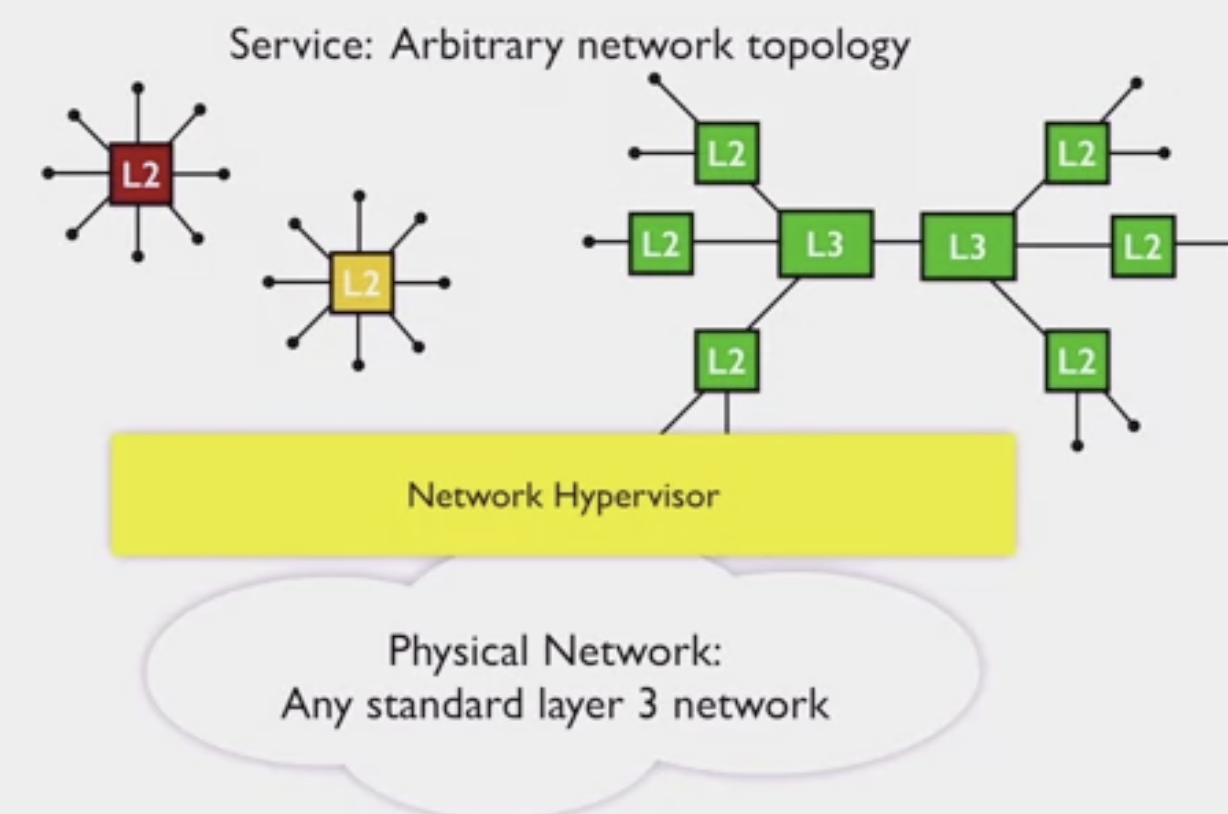 Service: Arbitrary network topology
L2
L2
L2
L2
L2
L3
L3
L2
L2
L2
Network Hypervisor
Physical Network:
Any standard layer 3 network